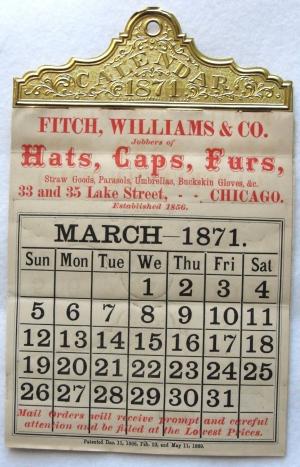 CALENDAR
1871
FITCH, WILLIAMS & CO.
Jobbers of
Hats, Caps, Furs,
Straw Goods, Parasols, Umbrellas, Buckskin Gloves, &c.
33 and 35 Lake Street, - - CHICAGO.
Established 1856.
MARCH—1871.
Sun Mon Tue We Thu Fri Sat
1 2 3 4
5 6 7 8 9 10 11
12 13 14 15 16 17 18
19 20 21 22 23 24 25
26 27 28 29 30 31
Mail Orders will receive prompt and careful
attention and be filled at the Lowest Prices.
Patented Dec. 11, 1866, Feb. and May 11, 1869.